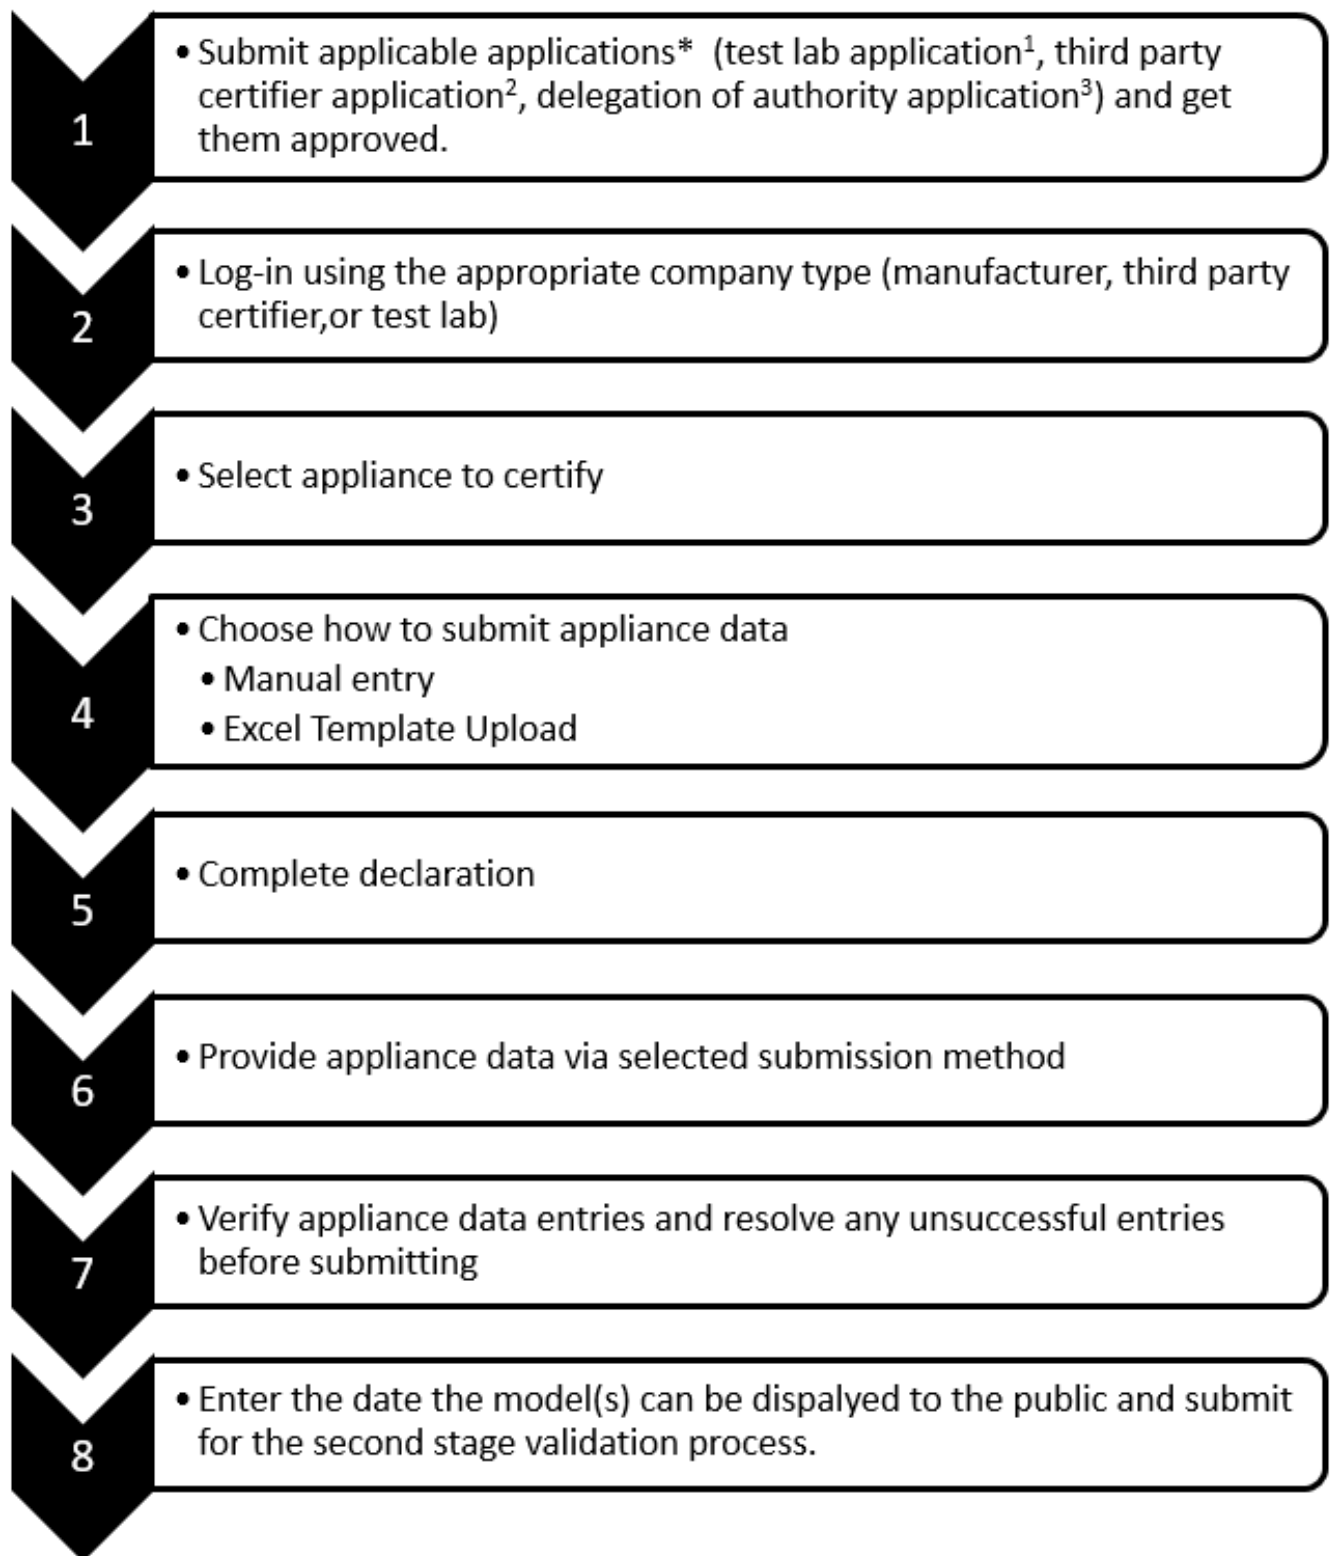 1
• Submit applicable applications* (test lab application¹, third party
certifier application², delegation of authority application³) and get
them approved.
2
• Log-in using the appropriate company type (manufacturer, third party
certifier,or test lab)
3
• Select appliance to certify
4
• Choose how to submit appliance data
• Manual entry
• Excel Template Upload
5
• Complete declaration
6
• Provide appliance data via selected submission method
7
• Verify appliance data entries and resolve any unsuccessful entries
before submitting
8
• Enter the date the model(s) can be dispalyed to the public and submit
for the second stage validation process.